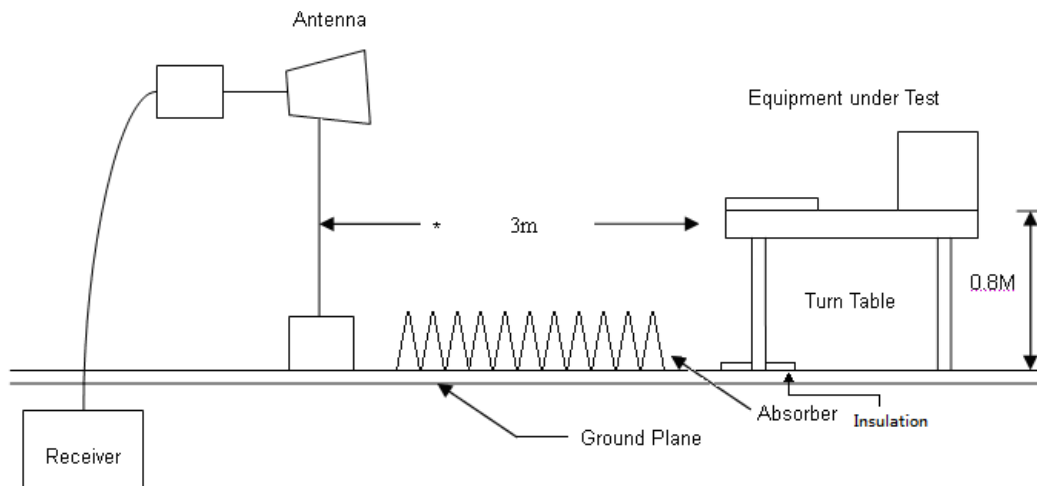 Antenna
Equipment under Test
* 3m
0.8M
Turn Table
Absorber
Insulation
Ground Plane
Receiver